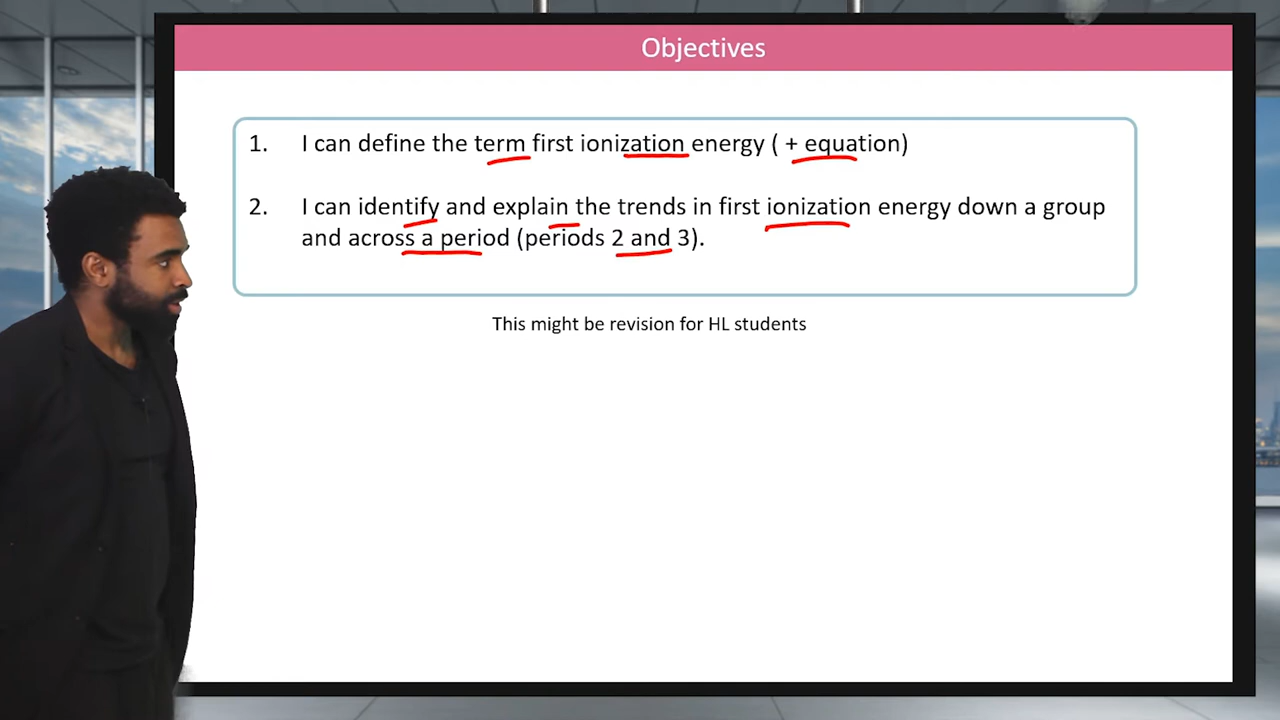 Objectives
1. I can define the term first ionization energy ( + equation)
2. I can identify and explain the trends in first ionization energy down a group
and across a period (periods 2 and 3).
This might be revision for HL students